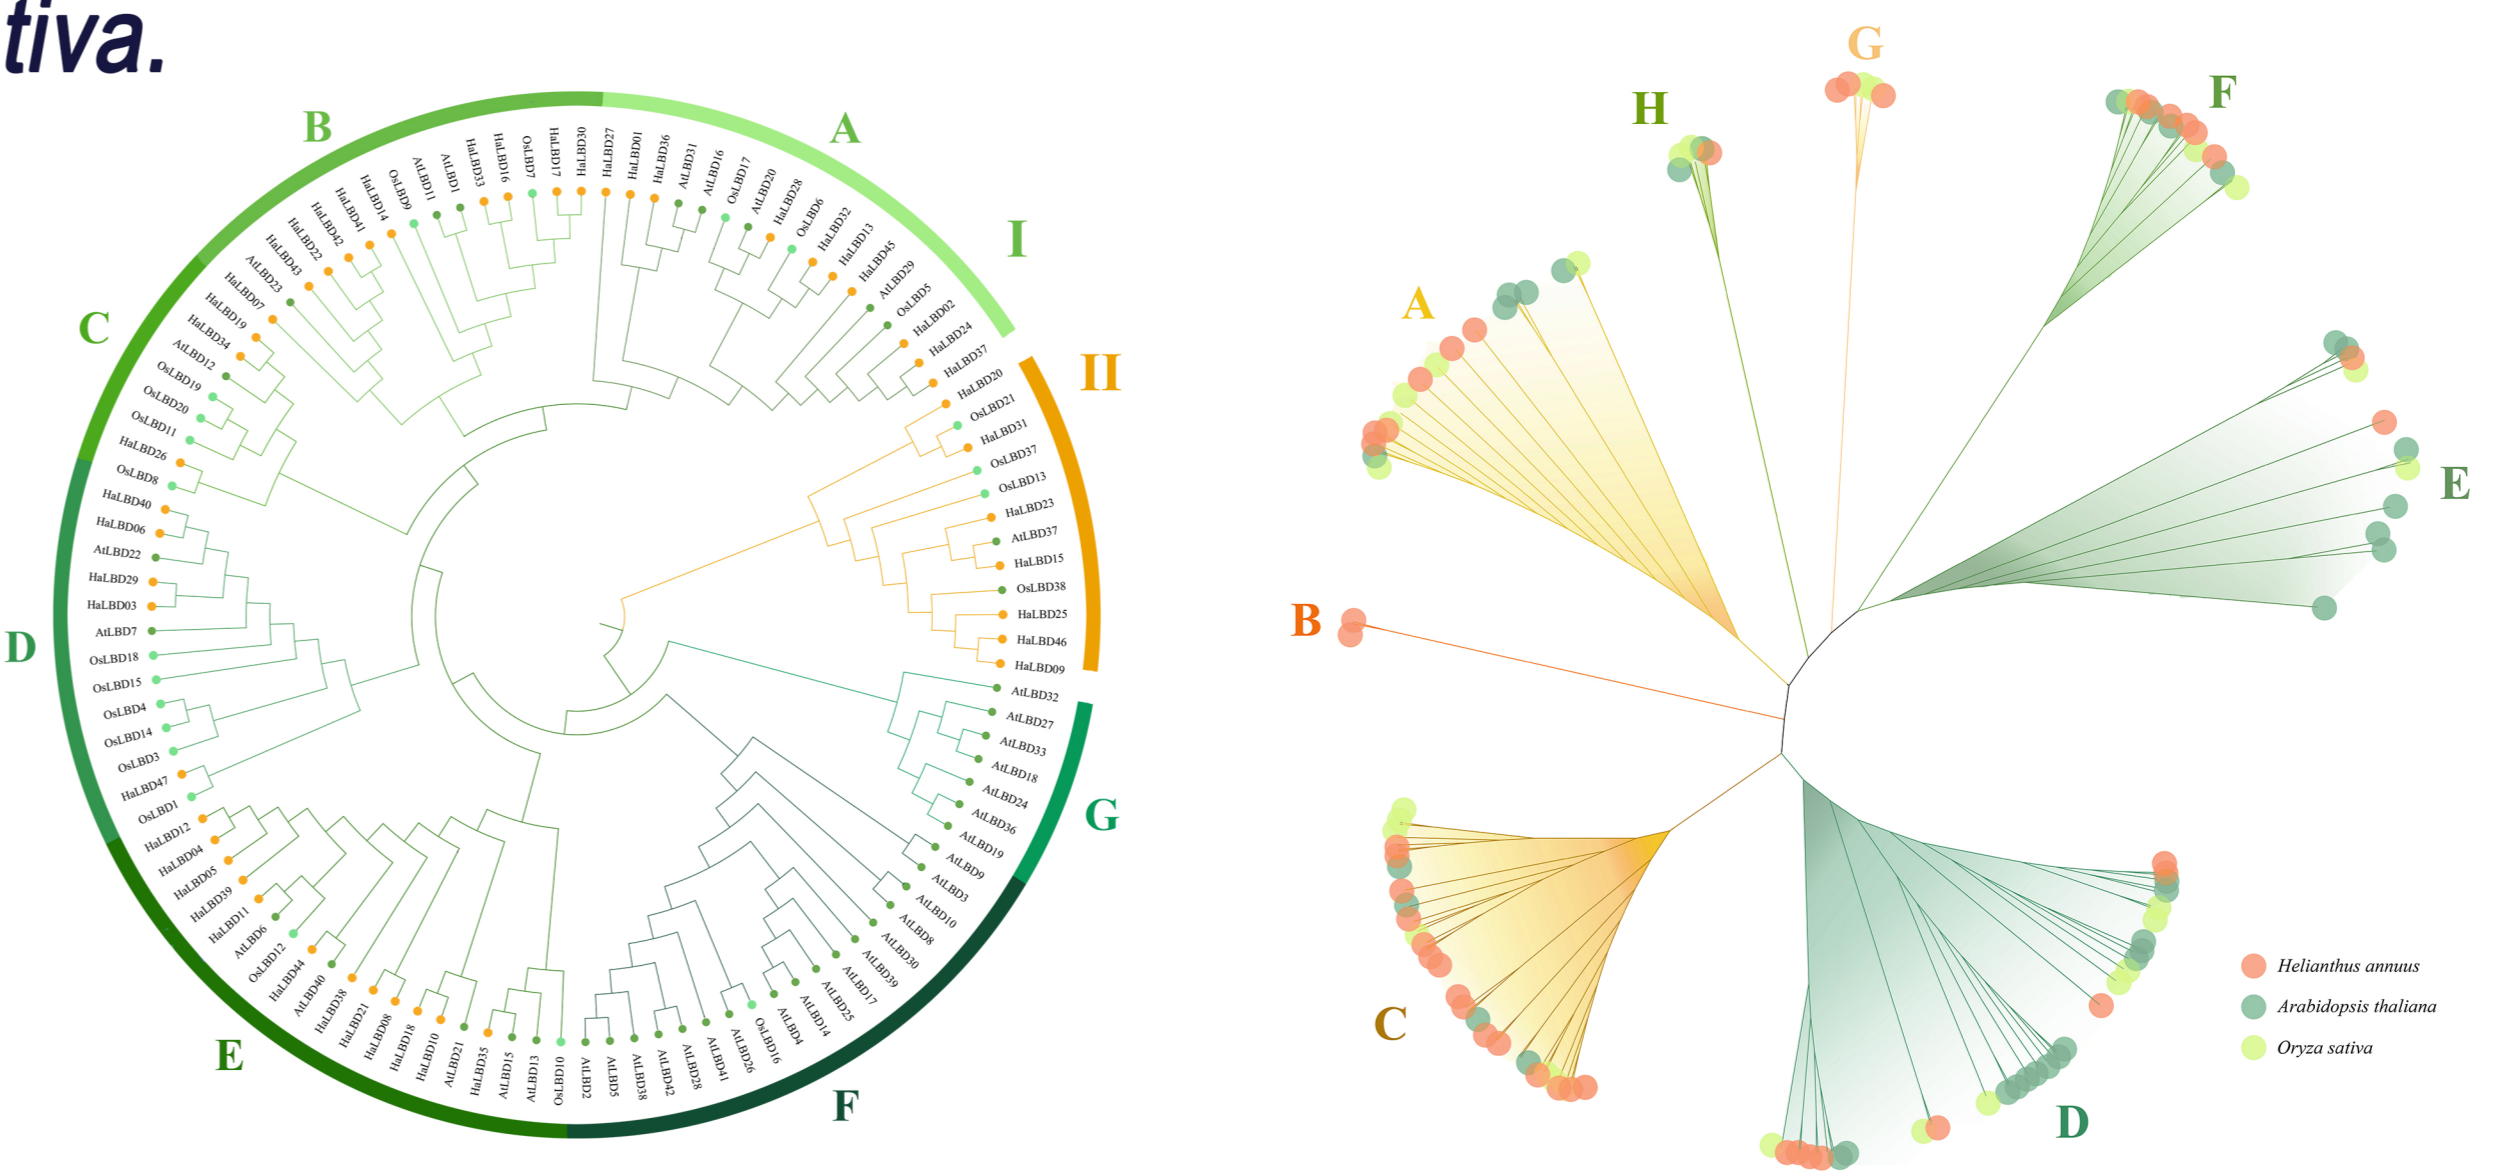 tiva.
A
I
II
G
F
E
D
C
B
HaLBD27
HaLBD01
HaLBD36
AtLBD31
AtLBD16
OsLBD17
AtLBD20
HaLBD28
OsLBD6
HaLBD32
HaLBD13
HaLBD45
AtLBD29
OsLBD5
HaLBD02
HaLBD24
HaLBD37
HaLBD20
OsLBD21
HaLBD31
OsLBD37
OsLBD13
HaLBD23
AtLBD37
HaLBD15
OsLBD38
HaLBD25
HaLBD46
HaLBD09
AtLBD32
AtLBD27
AtLBD33
AtLBD18
AtLBD24
AtLBD36
AtLBD19
AtLBD9
AtLBD3
AtLBD10
AtLBD8
AtLBD30
AtLBD39
AtLBD17
AtLBD25
AtLBD14
AtLBD4
OsLBD16
AtLBD26
AtLBD41
AtLBD28
AtLBD42
AtLBD38
AtLBD5
AtLBD2
OsLBD10
AtLBD13
AtLBD15
HaLBD35
AtLBD21
HaLBD10
HaLBD18
HaLBD08
HaLBD21
HaLBD38
AtLBD40
HaLBD44
OsLBD12
AtLBD6
HaLBD11
HaLBD39
HaLBD05
HaLBD04
HaLBD12
OsLBD1
HaLBD47
OsLBD3
OsLBD14
OsLBD4
OsLBD15
OsLBD18
AtLBD7
HaLBD03
HaLBD29
AtLBD22
HaLBD06
HaLBD40
OsLBD8
HaLBD26
OsLBD11
OsLBD20
OsLBD19
AtLBD12
HaLBD34
HaLBD19
HaLBD07
AtLBD23
HaLBD43
HaLBD22
HaLBD42
HaLBD41
HaLBD14
OsLBD9
AtLBD11
AtLBD1
HaLBD33
HaLBD16
OsLBD7
HaLBD17
HaLBD30
G
H
F
A
E
B
C
D
Helianthus annuus
Arabidopsis thaliana
Oryza sativa